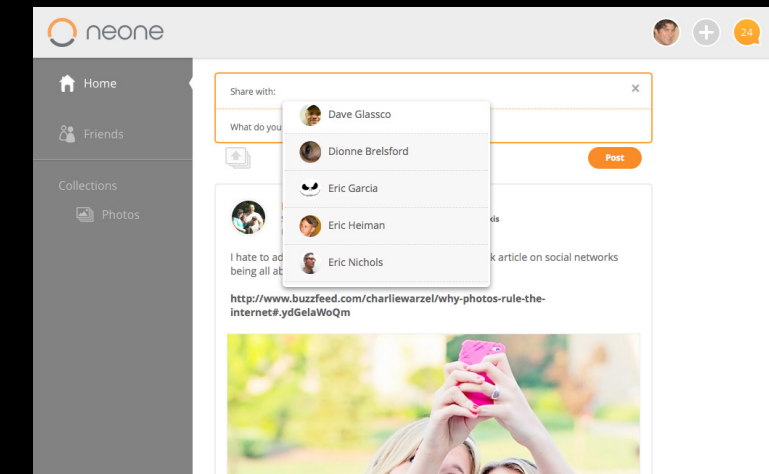 neone
24
Home
Friends
Collections
Photos
Share with:
What do you
Dave Glassco
Dionne Brelsford
Eric Garcia
Eric Heiman
Eric Nichols
Post
I hate to ad
k article on social networks
being all ab
http://www.buzzfeed.com/charliewarzel/why-photos-rule-the-
internet#.ydGelaWoQm